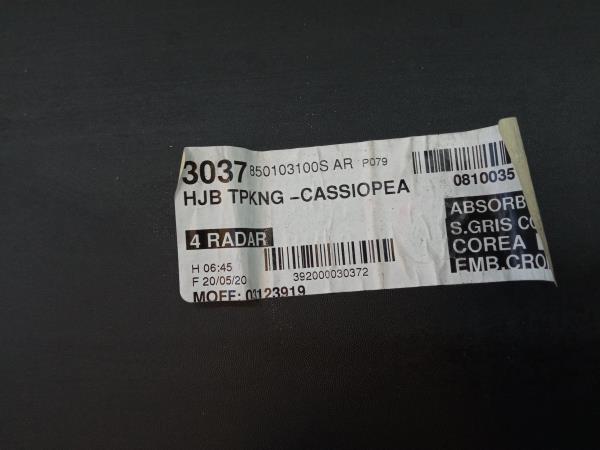 3037 850103100S AR P079
HJB TPKNG -CASSIOPEA
0810035
4 RADAR
ABSORB
S.GRIS CO
COREA
EMB.CRO
H 06:45
F 20/05/20
392000030372
MOFF: 03123919